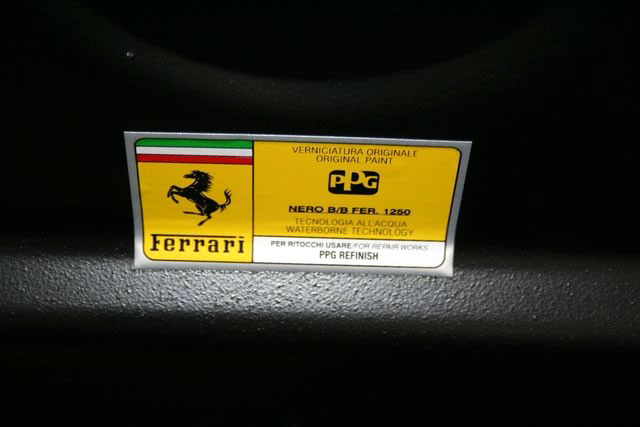 Ferrari
VERNICIATURA ORIGINALE
ORIGINAL PAINT
PPG
NERO B/B FER. 1250
TECNOLOGIA ALL'ACQUA
WATERBORNE TECHNOLOGY
PER RITOCCHI USARE/FOR REPAIR WORKS
PPG REFINISH